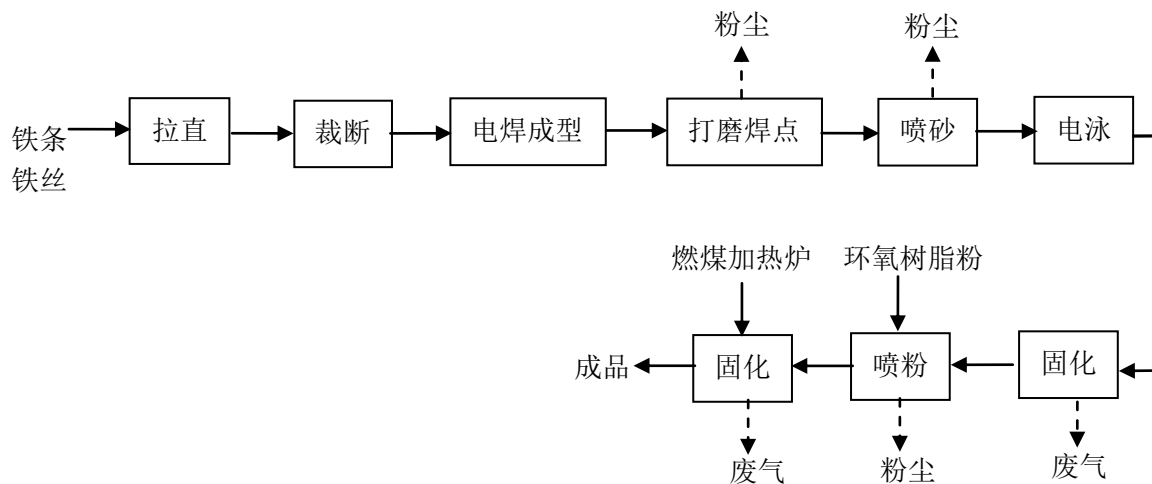 粉尘
粉尘
铁条
铁丝
拉直
裁断
电焊成型
打磨焊点
喷砂
电泳
燃煤加热炉
环氧树脂粉
成品
固化
喷粉
固化
废气
粉尘
废气